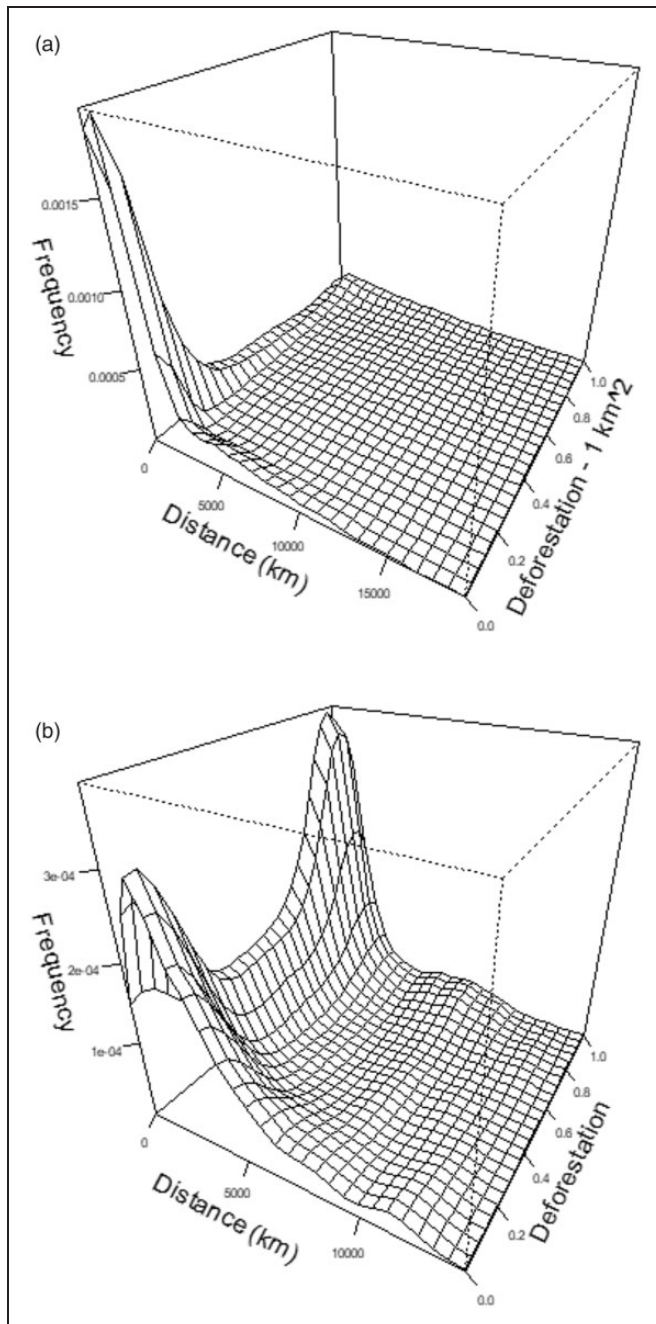 (a)
0.0015
0.0010
0.0005
Frequency
0
5000
10000
15000
Distance (km)
0.0
0.2
0.4
0.6
0.8
1.0
Deforestation - 1 km^2
(b)
3e-04
2e-04
1e-04
Frequency
0
5000
10000
Distance (km)
0.0
0.2
0.4
0.6
0.8
1.0
Deforestation